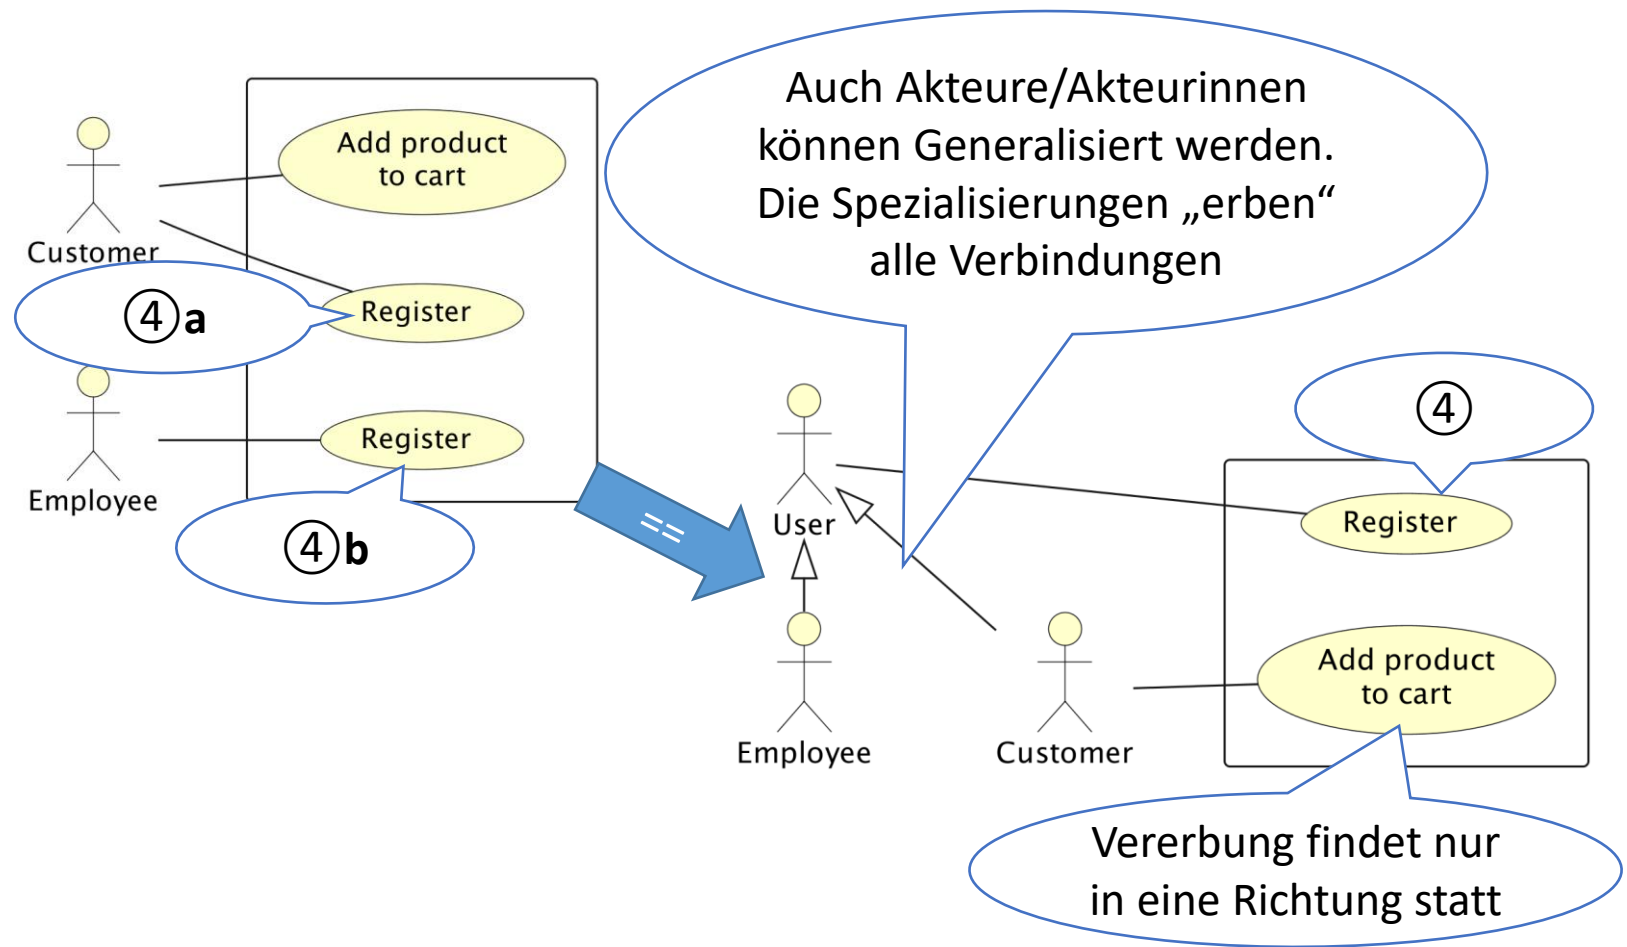 Add product
to cart
Customer
④a
Register
Employee
Register
④b
==
Auch Akteure/Akteurinnen
können Generalisiert werden.
Die Spezialisierungen „erben“
alle Verbindungen
④
User
Register
Employee
Customer
Add product
to cart
Vererbung findet nur
in eine Richtung statt